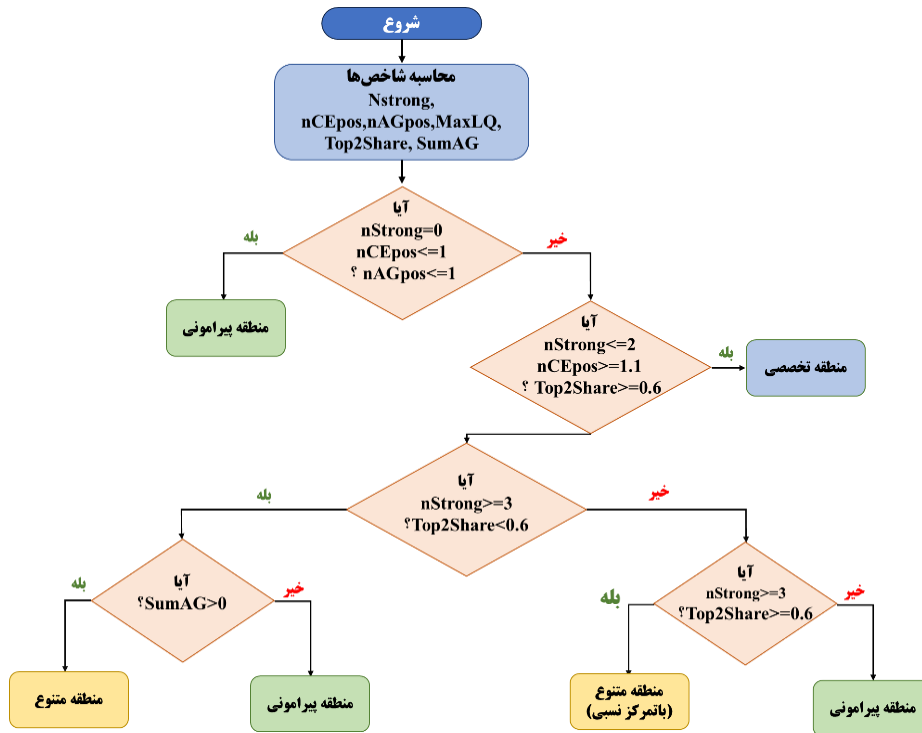 شروع
محاسبه شاخص‌ها
Nstrong,
nCEpos,nAGpos,MaxLQ,
Top2Share, SumAG
آیا
nStrong=0
nCEpos<=1
nAGpos<=1 ؟
بله
خیر
منطقه پیرامونی
آیا
nStrong<=2
nCEpos>=1.1
Top2Share>=0.6 ؟
بله
منطقه تخصصی
آیا
nStrong>=3
Top2Share<0.6؟
بله
خیر
آیا
SumAG>0؟
بله
خیر
آیا
nStrong>=3
Top2Share>=0.6؟
بله
خیر
منطقه متنوع
منطقه پیرامونی
منطقه متنوع
(باتمرکز نسبی)
منطقه پیرامونی